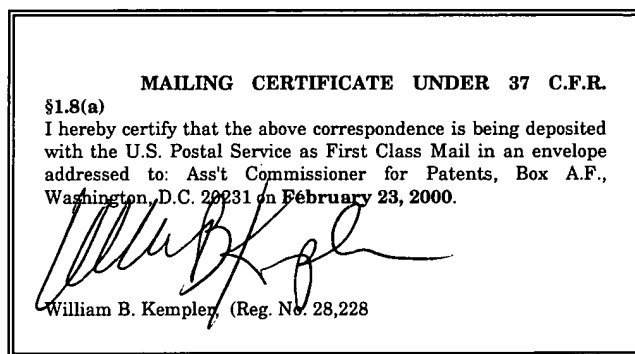 MAILING CERTIFICATE UNDER 37 C.F.R.
§1.8(a)
I hereby certify that the above correspondence is being deposited
with the U.S. Postal Service as First Class Mail in an envelope
addressed to: Ass't Commissioner for Patents, Box A.F.,
Washington, D.C. 20231 on February 23, 2000.
William B. Kempler, (Reg. No. 28,228